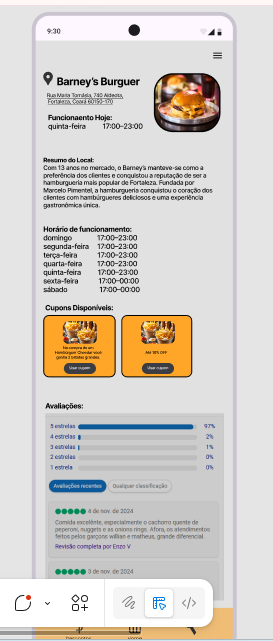 9:30
Barney's Burguer
Rua Maria Tomásia, 740 Aldeota,
Fortaleza, Ceará 60150-170
Funcionaento Hoje:
quinta-feira 17:00–23:00
Resumo do Local:
Com 13 anos no mercado, o Barney's manteve-se como a
preferência dos clientes e conquistou a reputação de ser a
hamburgueria mais popular de Fortaleza. Fundada por
Marcelo Pimentel, a hamburgueria conquistou o coração dos
clientes com hambúrgueres deliciosos e uma experiência
gastronômica única.
Horário de funcionamento:
domingo 17:00–23:00
segunda-feira 17:00–23:00
terça-feira 17:00–23:00
quarta-feira 17:00–23:00
quinta-feira 17:00–23:00
sexta-feira 17:00–00:00
sábado 17:00–00:00
Cupons Disponíveis:
Na compra de um
Hambúrguer Cheedar você
ganha 2 batatas grandes.
Usar cupom
Até 18% OFF
Usar cupom
Avaliações:
5 estrelas 97%
4 estrelas 2%
3 estrelas 1%
2 estrelas 0%
1 estrela 0%
Avaliações recentes
Qualquer classificação
4 de nov. de 2024
Comida excelente, especialmente o cachorro quente de
peperoni, nuggets e as onions rings. Afora, os atendimentos
feitos pelos garçons willian e matheus, grande diferencial.
Revisão completa por Enzo V
3 de nov. de 2024